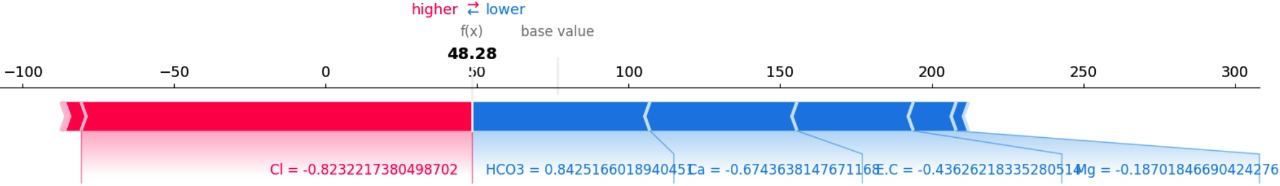 higher ⇄ lower
f(x) base value
48.28
−100 −50 0 50 100 150 200 250 300
Cl = -0.8232217380498702 HCO3 = 0.8425166018940451 Ca = -0.6743638147671168 E.C = -0.43626218335280514 Mg = -0.18701846690424276